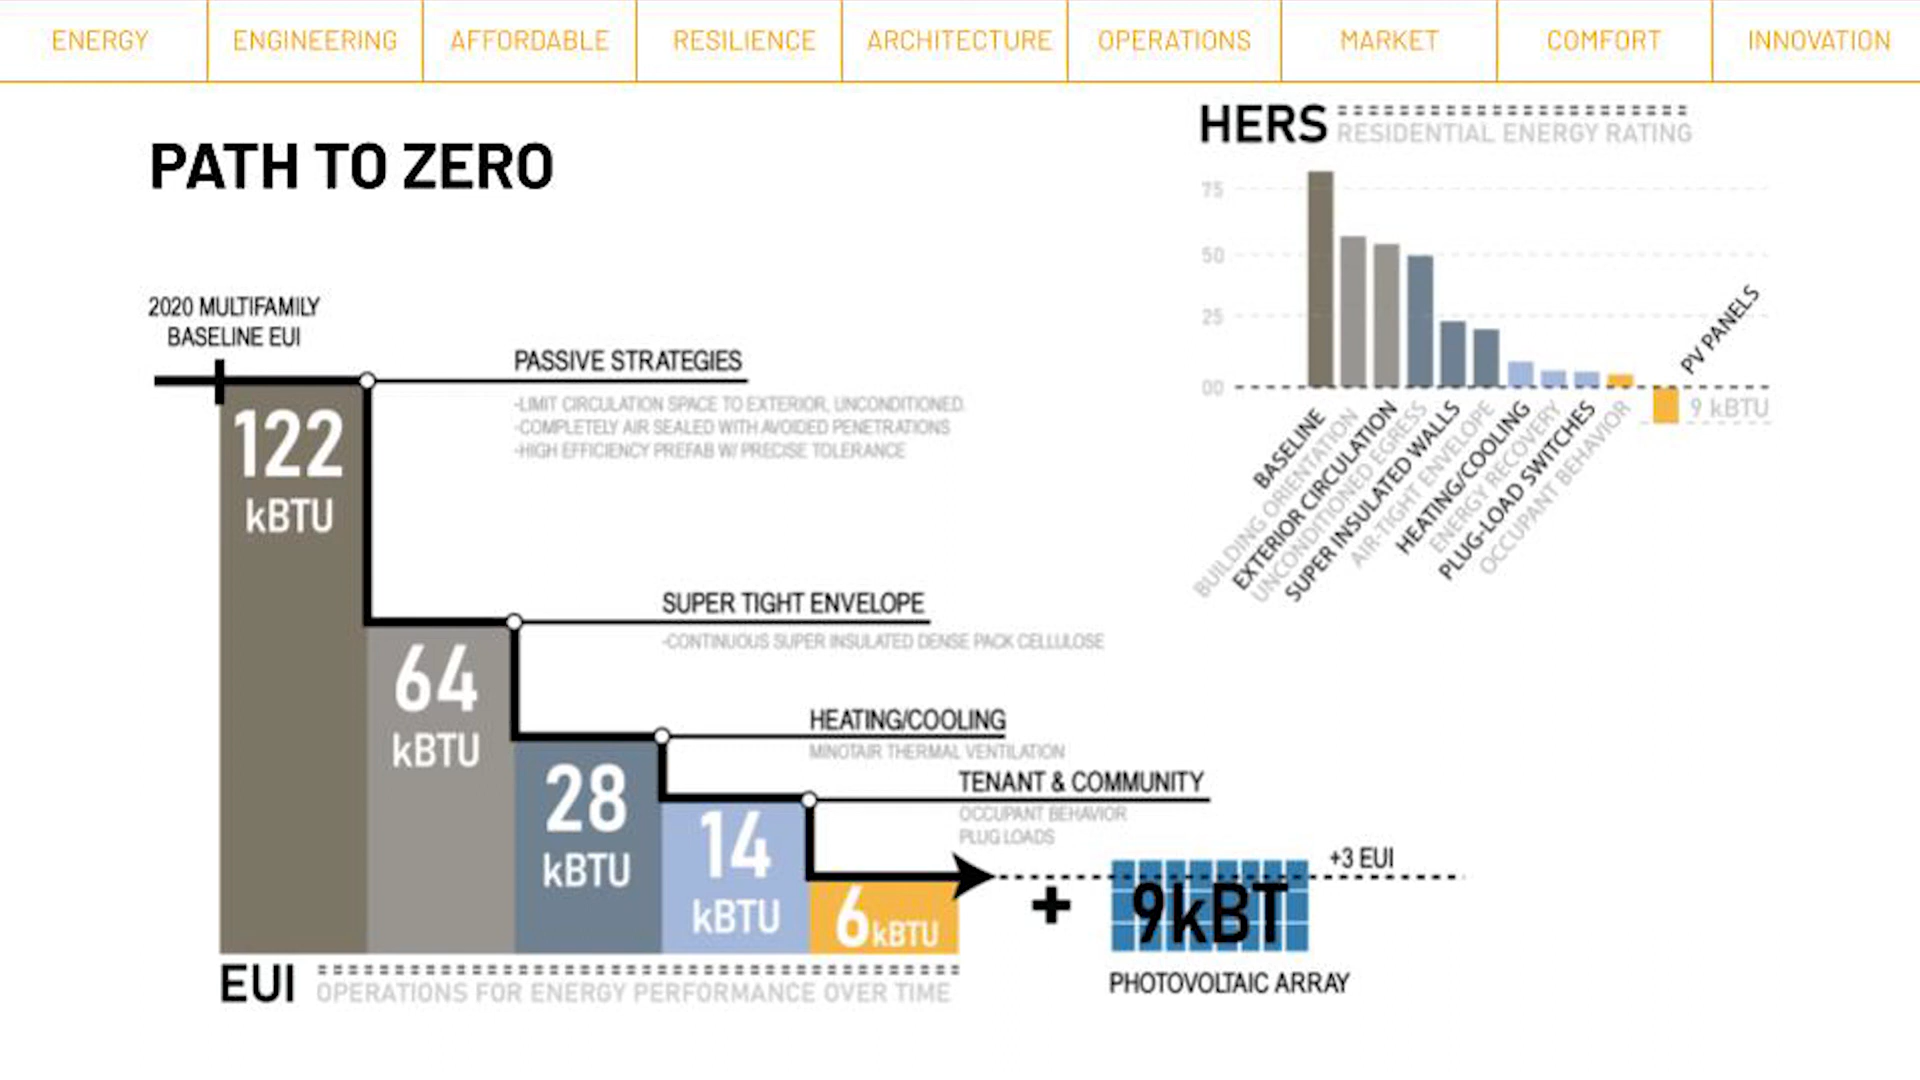 ENERGY
ENGINEERING
AFFORDABLE
RESILIENCE
ARCHITECTURE
OPERATIONS
MARKET
COMFORT
INNOVATION
PATH TO ZERO
2020 MULTIFAMILY
BASELINE EUI
PASSIVE STRATEGIES
-LIMIT CIRCULATION SPACE TO EXTERIOR, UNCONDITIONED.
-COMPLETELY AIR SEALED WITH AVOIDED PENETRATIONS
-HIGH EFFICIENCY PREFAB W/ PRECISE TOLERANCE
122
kBTU
SUPER TIGHT ENVELOPE
-CONTINUOUS SUPER INSULATED DENSE PACK CELLULOSE
64
kBTU
HEATING/COOLING
MINOTAIR THERMAL VENTILATION
28
kBTU
TENANT & COMMUNITY
OCCUPANT BEHAVIOR
PLUG LOADS
14
kBTU
6 kBTU
+
9kBT
+3 EUI
PHOTOVOLTAIC ARRAY
EUI OPERATIONS FOR ENERGY PERFORMANCE OVER TIME
HERS RESIDENTIAL ENERGY RATING
75
50
25
00
BASELINE
BUILDING ORIENTATION
EXTERIOR CIRCULATION
UNCONDITIONED EGRESS
SUPER INSULATED WALLS
AIR-TIGHT ENVELOPE
HEATING/COOLING
ENERGY RECOVERY
PLUG-LOAD SWITCHES
OCCUPANT BEHAVIOR
PV PANELS
9 kBTU